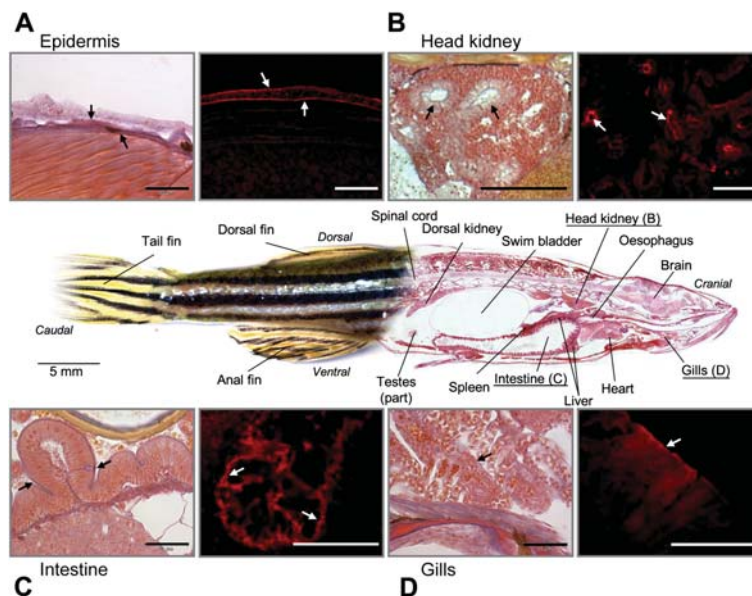 A
Epidermis
B
Head kidney
Tail fin
Dorsal fin
Dorsal
Spinal cord
Dorsal kidney
Swim bladder
Head kidney (B)
Oesophagus
Brain
Cranial
Caudal
5 mm
Anal fin
Ventral
Testes
(part)
Spleen
Intestine (C)
Liver
Heart
Gills (D)
Intestine
C
Gills
D